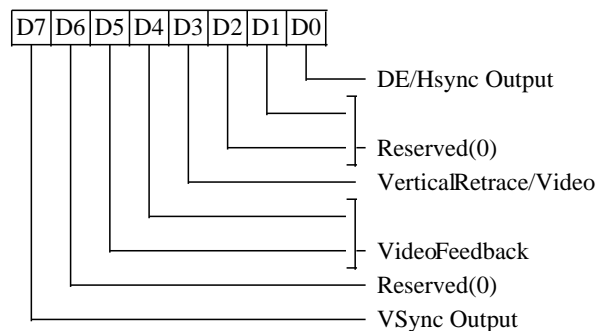 D7 D6 D5 D4 D3 D2 D1 D0
DE/Hsync Output
Reserved(0)
VerticalRetrace/Video
VideoFeedback
Reserved(0)
VSync Output